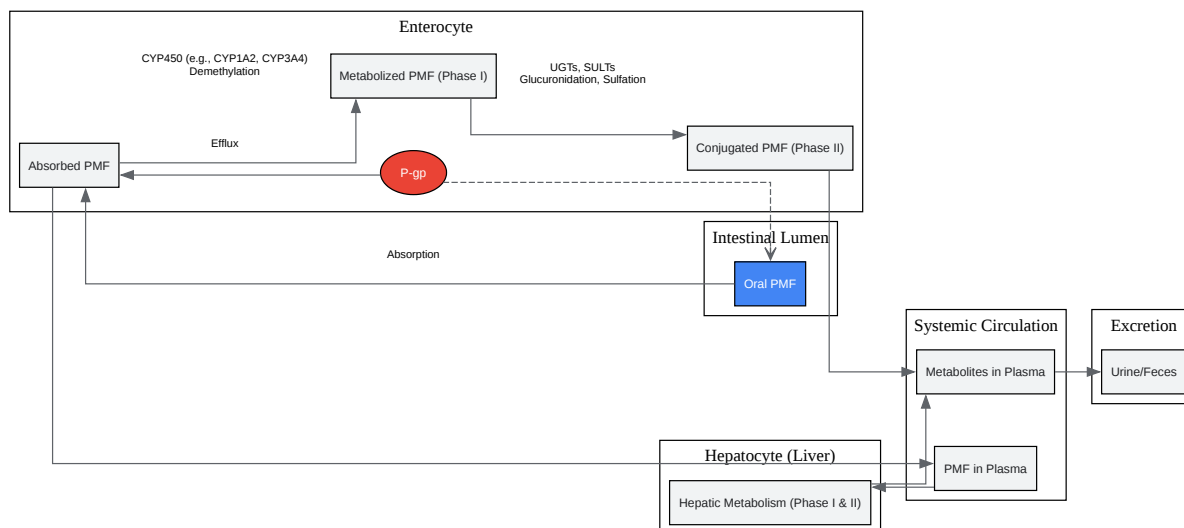 Enterocyte
CYP450 (e.g., CYP1A2, CYP3A4)
Demethylation
Metabolized PMF (Phase I)
UGTs, SULTs
Glucuronidation, Sulfation
Efflux
Conjugated PMF (Phase II)
Absorbed PMF
P-gp
Intestinal Lumen
Absorption
Oral PMF
Systemic Circulation
Excretion
Metabolites in Plasma
Urine/Feces
Hepatocyte (Liver)
PMF in Plasma
Hepatic Metabolism (Phase I & II)